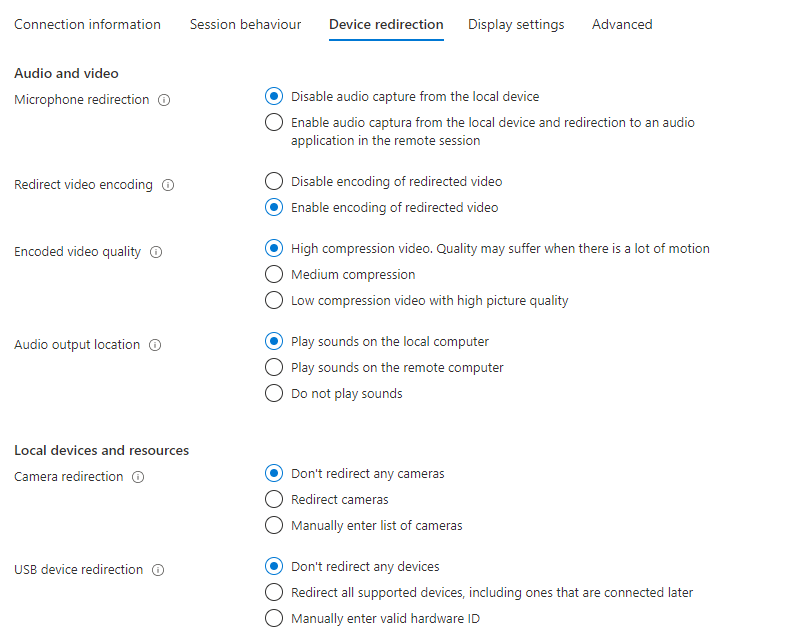 Connection information Session behaviour Device redirection Display settings Advanced
Audio and video
Microphone redirection
Disable audio capture from the local device
Enable audio captura from the local device and redirection to an audio
application in the remote session
Redirect video encoding
Disable encoding of redirected video
Enable encoding of redirected video
Encoded video quality
High compression video. Quality may suffer when there is a lot of motion
Medium compression
Low compression video with high picture quality
Audio output location
Play sounds on the local computer
Play sounds on the remote computer
Do not play sounds
Local devices and resources
Camera redirection
Don't redirect any cameras
Redirect cameras
Manually enter list of cameras
USB device redirection
Don't redirect any devices
Redirect all supported devices, including ones that are connected later
Manually enter valid hardware ID